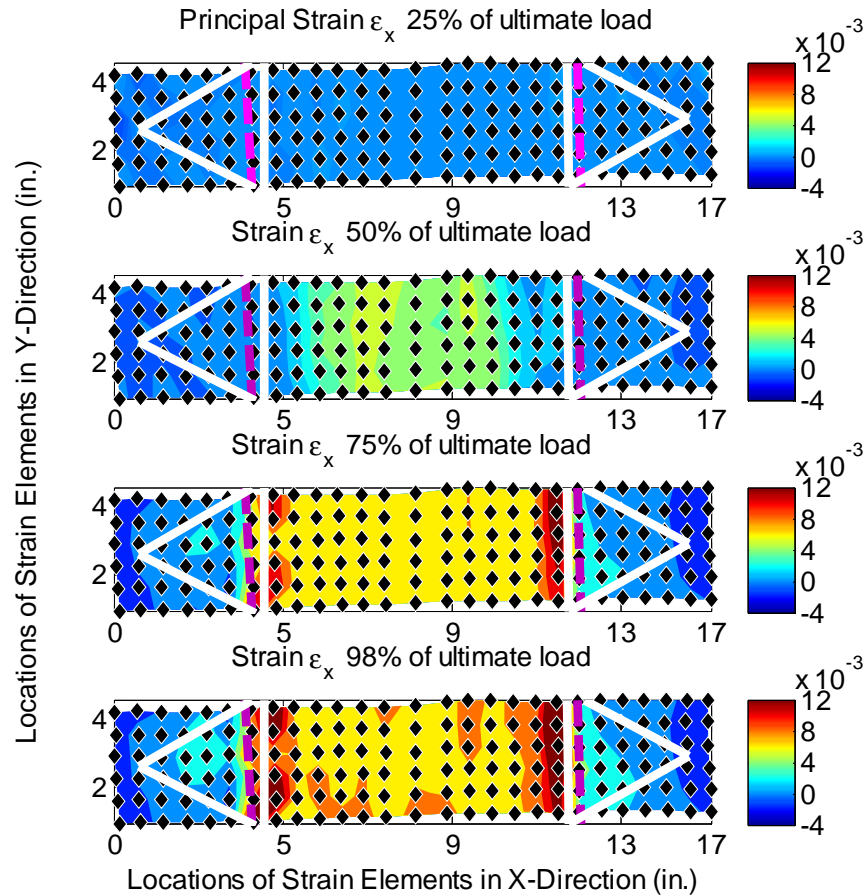 Principal Strain εx 25% of ultimate load
x 10-3
4
2
12
8
4
0
-4
0 5 9 13 17
Strain εx 50% of ultimate load
x 10-3
4
2
12
8
4
0
-4
0 5 9 13 17
Strain εx 75% of ultimate load
x 10-3
4
2
12
8
4
0
-4
0 5 9 13 17
Strain εx 98% of ultimate load
x 10-3
4
2
12
8
4
0
-4
0 5 9 13 17
Locations of Strain Elements in X-Direction (in.)
Locations of Strain Elements in Y-Direction (in.)